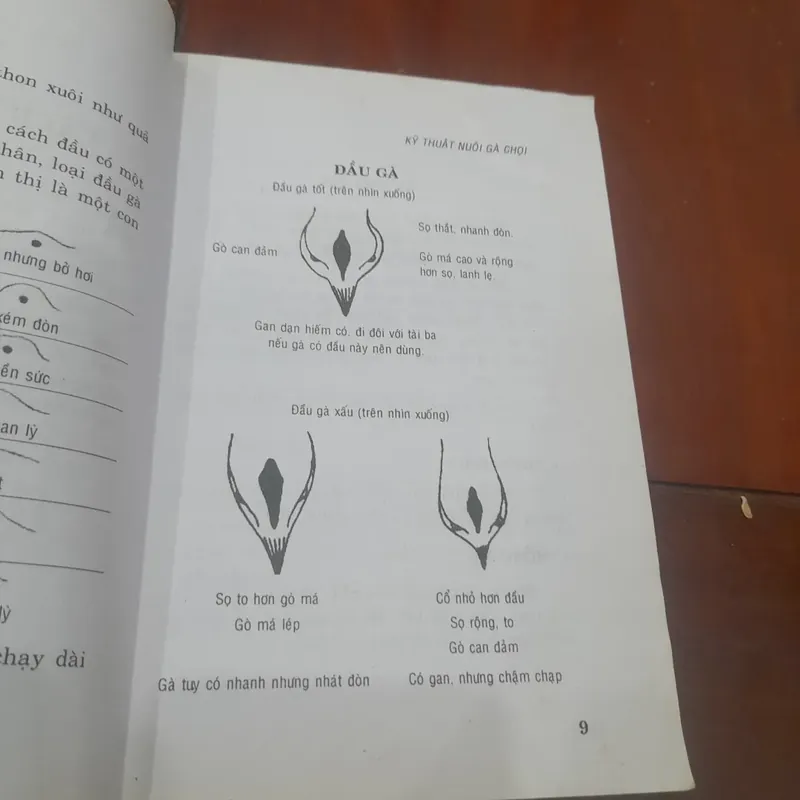 thon xuôi như quả
cách đầu có một
hân, loại đầu gà
thị là một con
nhưng bở hơi
kém đòn
ển sức
an lỳ
lỳ
chạy dài
KỸ THUẬT NUÔI GÀ CHỌI
ĐẦU GÀ
Đầu gà tốt (trên nhìn xuống)
Gò can đảm
Sọ thắt, nhanh đòn.
Gò má cao và rộng
hơn sọ, lanh lẹ.
Gan dạn hiếm có, đi đôi với tài ba
nếu gà có đầu này nên dùng.
Đầu gà xấu (trên nhìn xuống)
Sọ to hơn gò má
Gò má lép
Gà tuy có nhanh nhưng nhát đòn
Cổ nhỏ hơn đầu
Sọ rộng, to
Gò can đảm
Có gan, nhưng chậm chạp
9